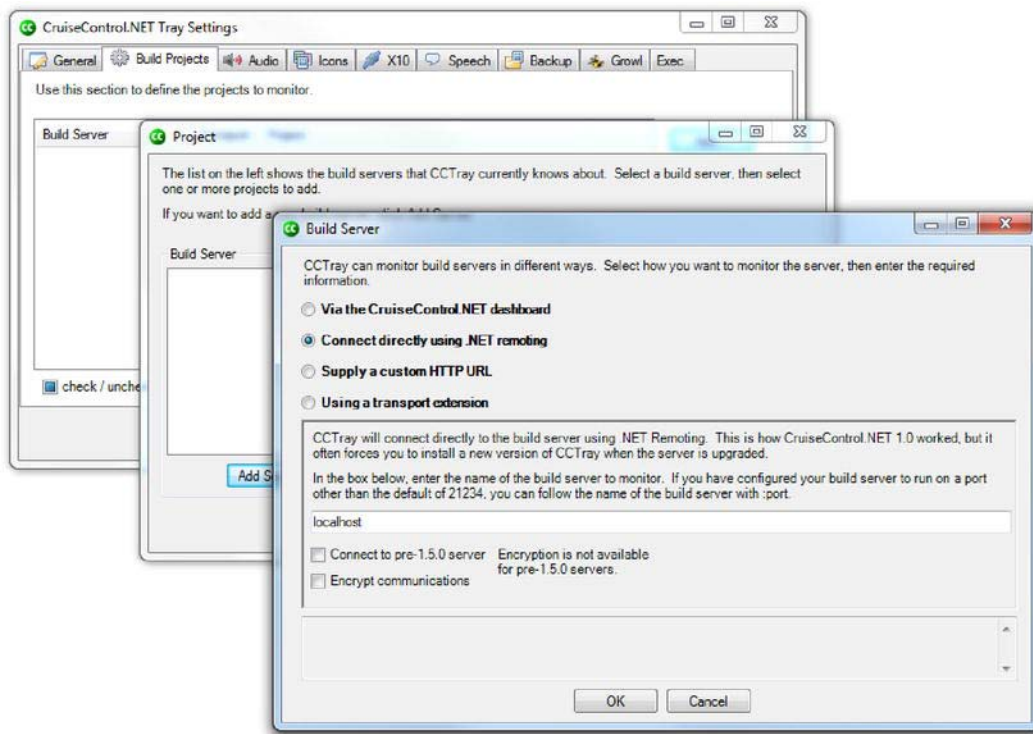 CruiseControl.NET Tray Settings
General Build Projects Audio Icons X10 Speech Backup Growl Exec
Use this section to define the projects to monitor.
Build Server
Project
The list on the left shows the build servers that CCTray currently knows about. Select a build server, then select
one or more projects to add.
If you want to add a
Build Server
check / unche
Add S
Build Server
CCTray can monitor build servers in different ways. Select how you want to monitor the server, then enter the required
information.
Via the CruiseControl.NET dashboard
Connect directly using .NET remoting
Supply a custom HTTP URL
Using a transport extension
CCTray will connect directly to the build server using .NET Remoting. This is how CruiseControl.NET 1.0 worked, but it
often forces you to install a new version of CCTray when the server is upgraded.
In the box below, enter the name of the build server to monitor. If you have configured your build server to run on a port
other than the default of 21234, you can follow the name of the build server with :port.
localhost
Connect to pre-1.5.0 server Encryption is not available
for pre-1.5.0 servers.
Encrypt communications
OK Cancel